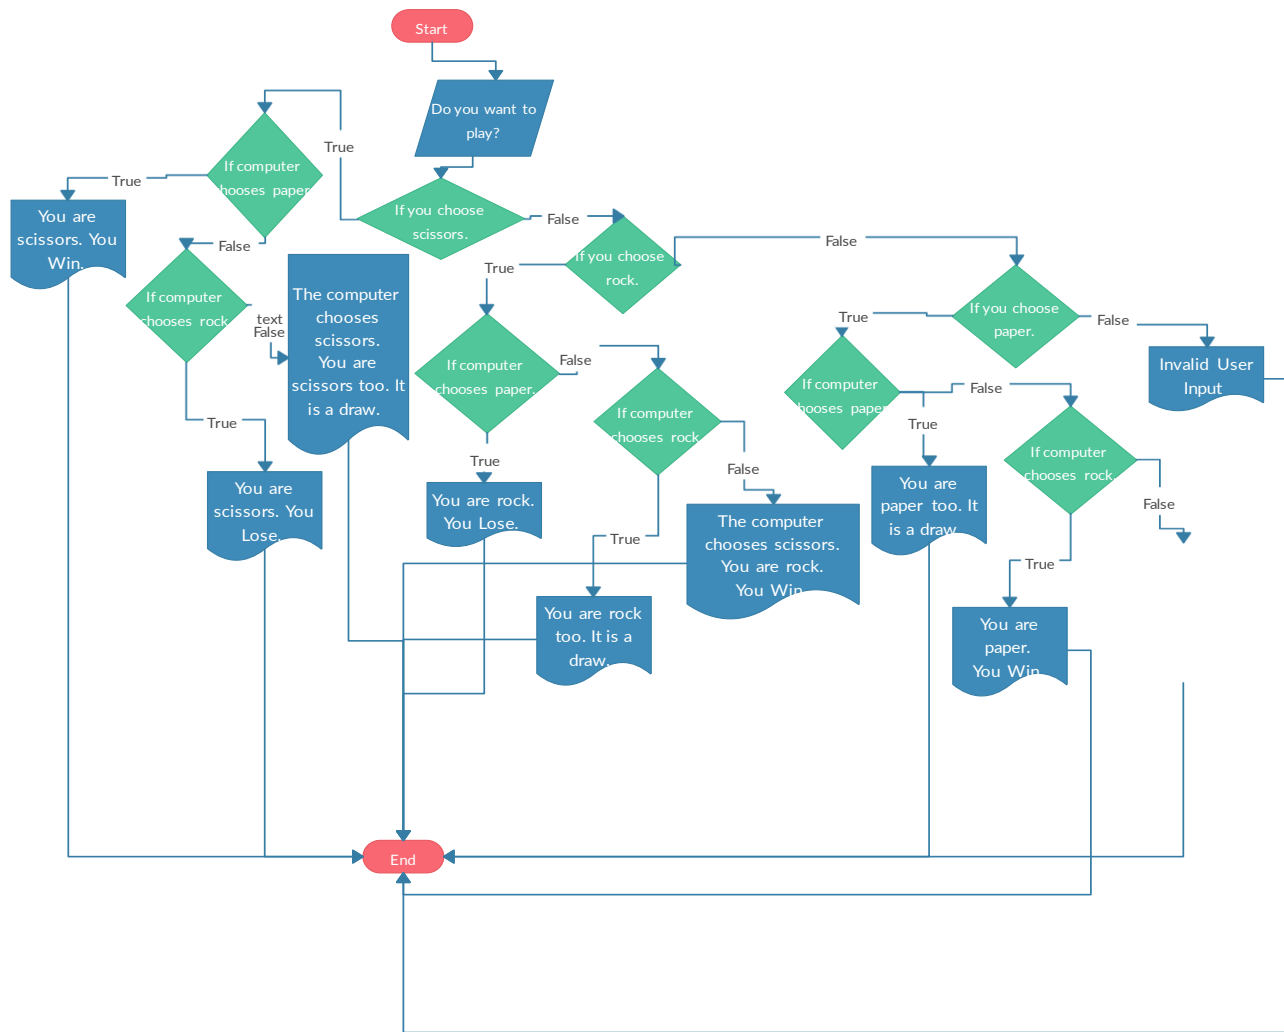 Start
Do you want to
play?
True
If computer
chooses paper
True
If you choose
scissors.
False
You are
scissors. You
Win.
False
If you choose
rock.
False
True
The computer
chooses
scissors.
You are
scissors too. It
is a draw.
If computer
chooses rock
text
False
If you choose
paper.
True
False
Invalid User
Input
If computer
chooses paper.
False
If computer
chooses paper
False
If computer
chooses rock
True
True
If computer
chooses rock.
True
False
You are
scissors. You
Lose.
You are rock.
You Lose.
The computer
chooses scissors.
You are rock.
You Win
You are
paper too. It
is a draw
False
True
True
You are rock
too. It is a
draw.
You are
paper.
You Win
End